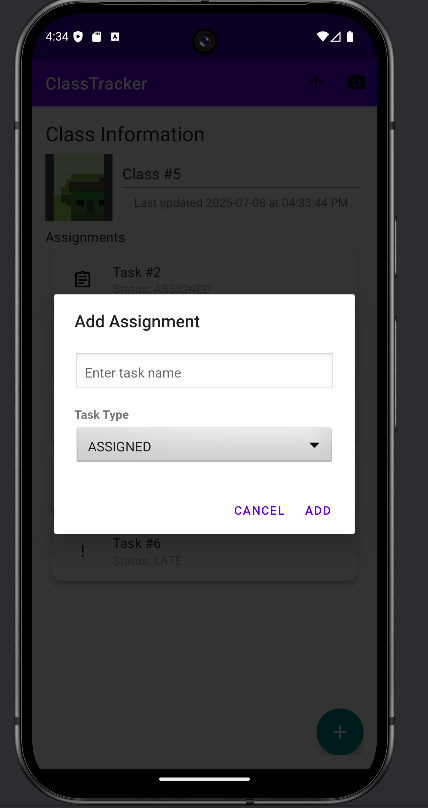 4:34
ClassTracker
Class Information
Class #5
Last updated 2025-07-08 at 04:33:44 PM
Assignments
Task #2
Status: ASSIGNED
Add Assignment
Enter task name
Task Type
ASSIGNED
CANCEL ADD
Task #6
Status: LATE